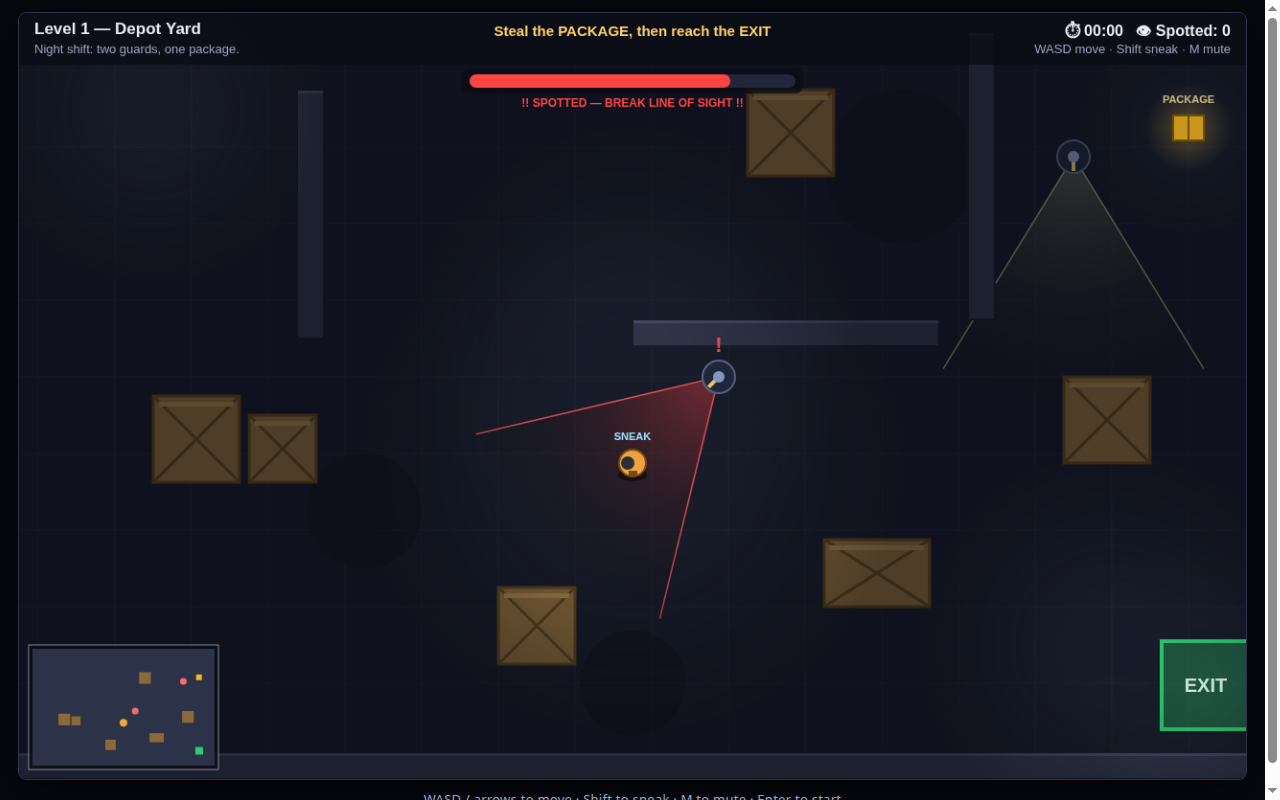 Level 1 — Depot Yard
Night shift: two guards, one package.
Steal the PACKAGE, then reach the EXIT
⏱ 00:00 👁 Spotted: 0
WASD move · Shift sneak · M mute
!! SPOTTED — BREAK LINE OF SIGHT !!
PACKAGE
!
SNEAK
EXIT
WASD / arrows to move · Shift to sneak · M to mute · Enter to start